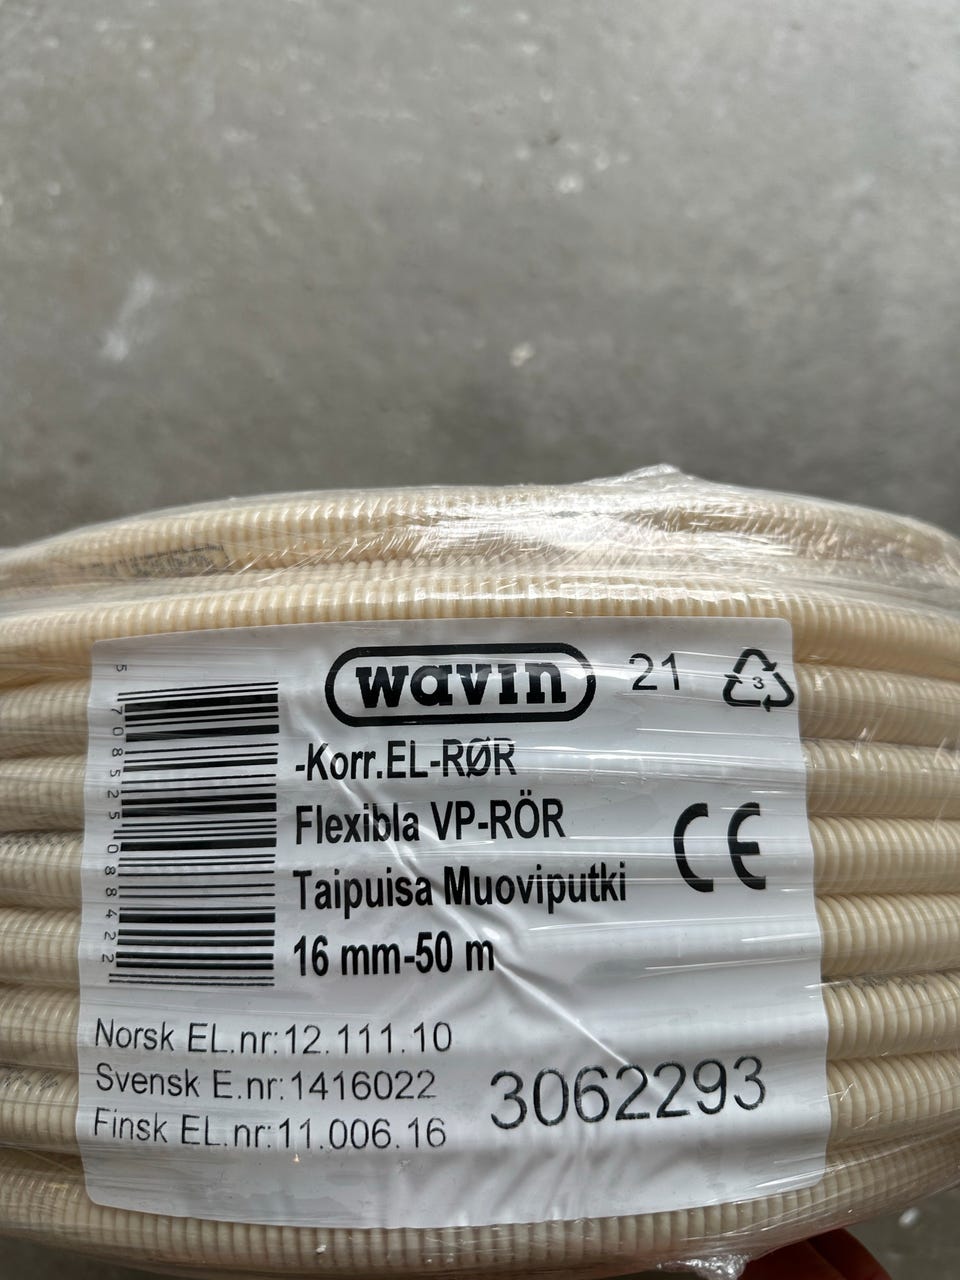 wavin 21 3
-Korr.EL-RØR
Flexibla VP-RÖR
CE
Taipuisa Muoviputki
16 mm-50 m
Norsk EL.nr:12.111.10
Svensk E.nr:1416022
3062293
Finsk EL.nr:11.006.16
5 708525 088422